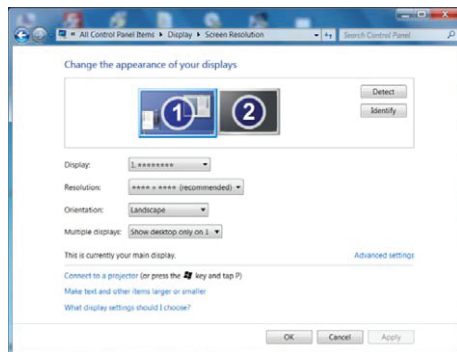 « All Control Panel Items ▸ Display ▸ Screen Resolution
Search Control Panel
Change the appearance of your displays
1 2
Detect
Identify
Display: 1. ********
Resolution: **** × **** (recommended)
Orientation: Landscape
Multiple displays: Show desktop only on 1
This is currently your main display.
Advanced settings
Connect to a projector (or press the key and tap P)
Make text and other items larger or smaller
What display settings should I choose?
OK Cancel Apply